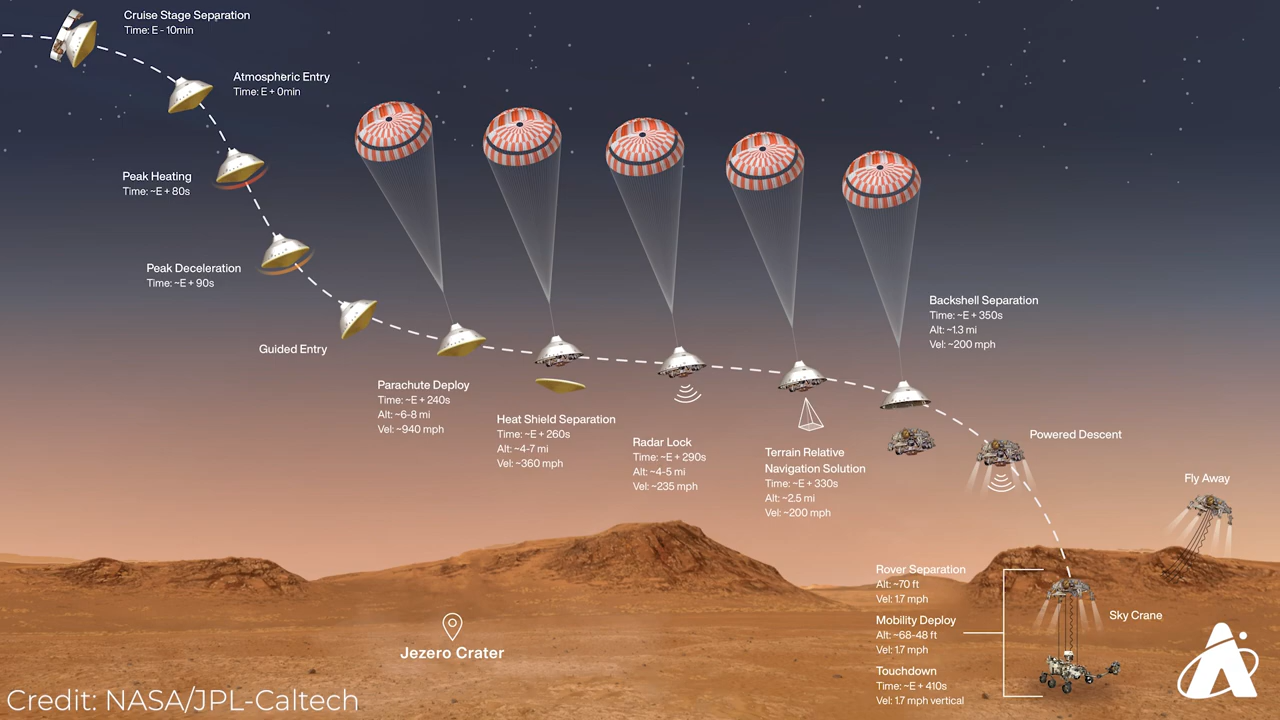 Cruise Stage Separation
Time: E - 10min
Atmospheric Entry
Time: E + 0min
Peak Heating
Time: ~E + 80s
Peak Deceleration
Time: ~E + 90s
Guided Entry
Parachute Deploy
Time: ~E + 240s
Alt: ~6-8 mi
Vel: ~940 mph
Heat Shield Separation
Time: ~E + 260s
Alt: ~4-7 mi
Vel: ~360 mph
Radar Lock
Time: ~E + 290s
Alt: ~4-5 mi
Vel: ~235 mph
Terrain Relative
Navigation Solution
Time: ~E + 330s
Alt: ~2.5 mi
Vel: ~200 mph
Backshell Separation
Time: ~E + 350s
Alt: ~1.3 mi
Vel: ~200 mph
Powered Descent
Fly Away
Rover Separation
Alt: ~70 ft
Vel: 1.7 mph
Mobility Deploy
Alt: ~68-48 ft
Vel: 1.7 mph
Touchdown
Time: ~E + 410s
Vel: 1.7 mph vertical
Sky Crane
Jezero Crater
Credit: NASA/JPL-Caltech